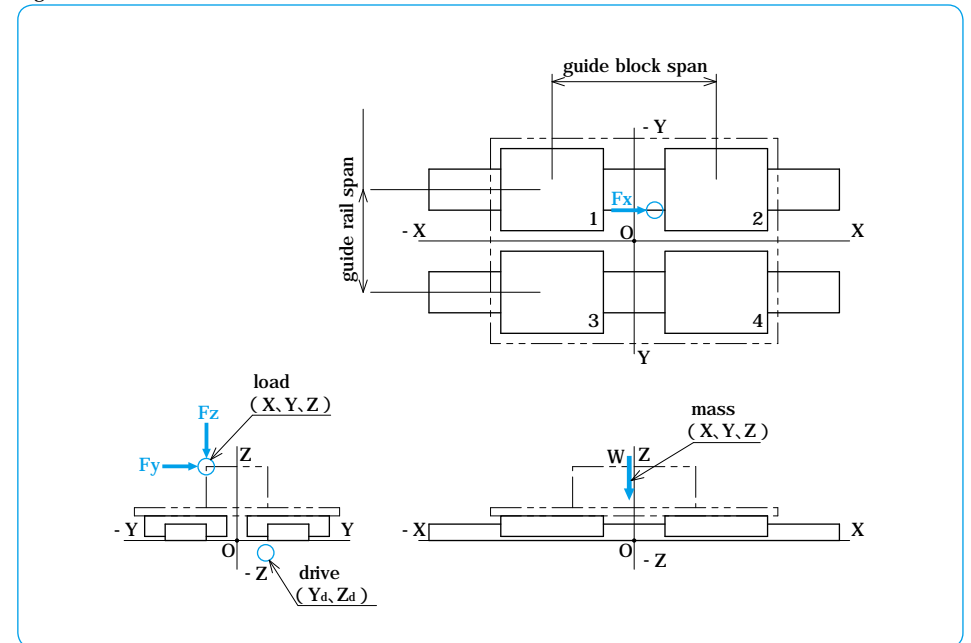 guide block span
- Y
guide rail span
Fx
1
2
- X
O
X
3
4
Y
load
( X、Y、Z )
Fz
Fy
Z
- Y
Y
O
- Z
drive
( Yd、Zd )
mass
( X、Y、Z )
W
Z
- X
X
O
- Z